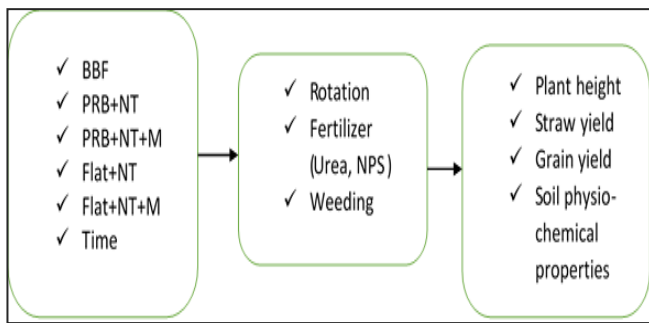 ✓ BBF
✓ PRB+NT
✓ PRB+NT+M
✓ Flat+NT
✓ Flat+NT+M
✓ Time
✓ Rotation
✓ Fertilizer
(Urea, NPS)
✓ Weeding
✓ Plant height
✓ Straw yield
✓ Grain yield
✓ Soil physio-
chemical
properties